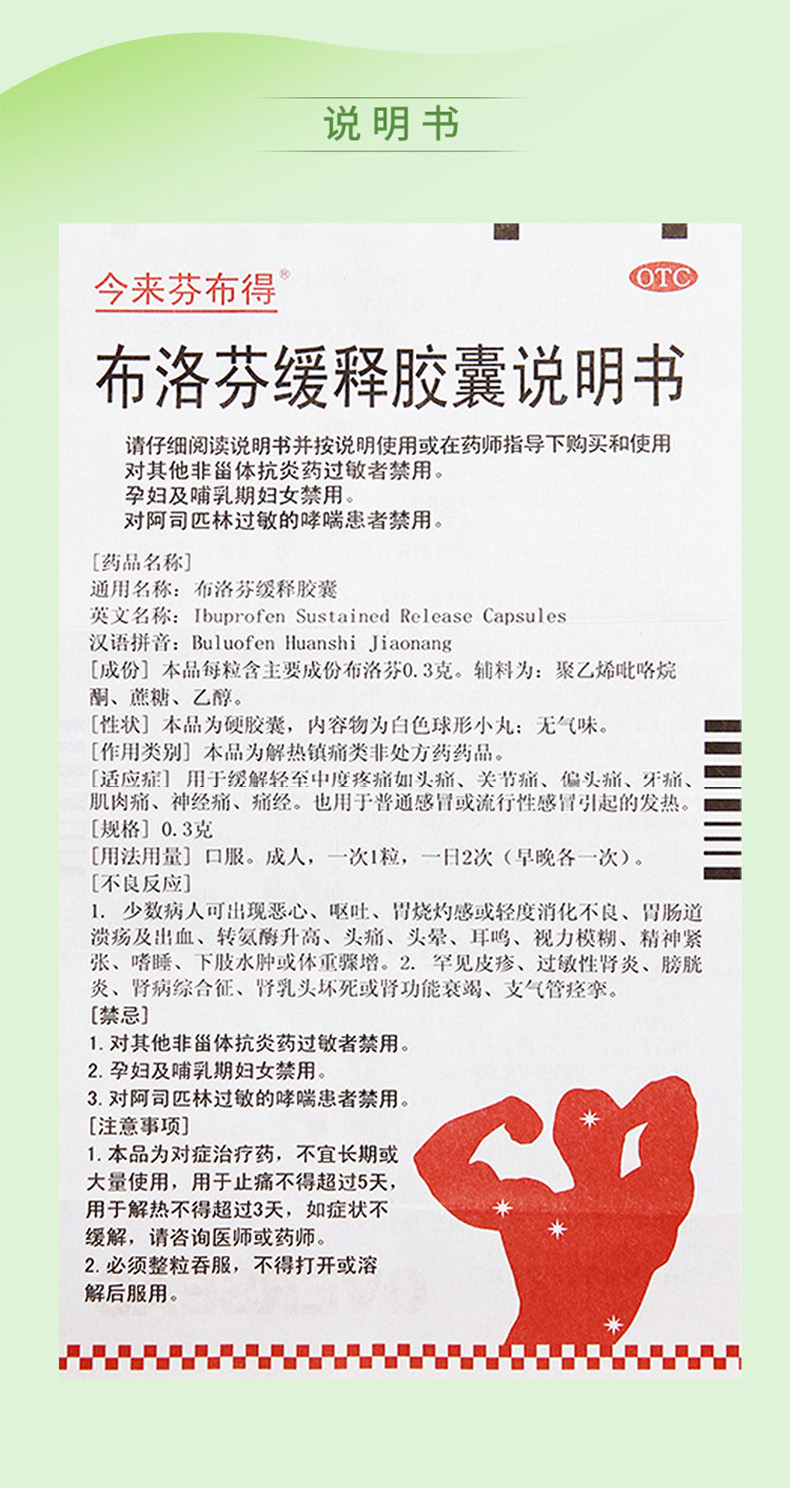 说明书
今来芬布得®
OTC
布洛芬缓释胶囊说明书
请仔细阅读说明书并按说明使用或在药师指导下购买和使用
对其他非甾体抗炎药过敏者禁用。
孕妇及哺乳期妇女禁用。
对阿司匹林过敏的哮喘患者禁用。
[药品名称]
通用名称：布洛芬缓释胶囊
英文名称：Ibuprofen Sustained Release Capsules
汉语拼音：Buluofen Huanshi Jiaonang
[成份] 本品每粒含主要成份布洛芬0.3克。辅料为：聚乙烯吡咯烷
酮、蔗糖、乙醇。
[性状] 本品为硬胶囊，内容物为白色球形小丸；无气味。
[作用类别] 本品为解热镇痛类非处方药药品。
[适应症] 用于缓解轻至中度疼痛如头痛、关节痛、偏头痛、牙痛、
肌肉痛、神经痛、痛经。也用于普通感冒或流行性感冒引起的发热。
[规格] 0.3克
[用法用量] 口服。成人，一次1粒，一日2次（早晚各一次）。
[不良反应]
1. 少数病人可出现恶心、呕吐、胃烧灼感或轻度消化不良、胃肠道
溃疡及出血、转氨酶升高、头痛、头晕、耳鸣、视力模糊、精神紧
张、嗜睡、下肢水肿或体重骤增。2. 罕见皮疹、过敏性肾炎、膀胱
炎、肾病综合征、肾乳头坏死或肾功能衰竭、支气管痉挛。
[禁忌]
1. 对其他非甾体抗炎药过敏者禁用。
2. 孕妇及哺乳期妇女禁用。
3. 对阿司匹林过敏的哮喘患者禁用。
[注意事项]
1. 本品为对症治疗药，不宜长期或
大量使用，用于止痛不得超过5天，
用于解热不得超过3天，如症状不
缓解，请咨询医师或药师。
2. 必须整粒吞服，不得打开或溶
解后服用。